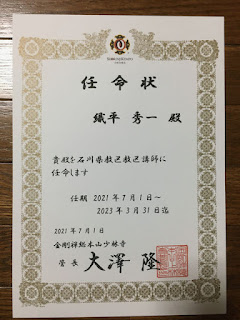 任命状
織平 秀一 殿
貴殿を石川県教区教区講師に
任命します
任期 2021年7月1日~
2023年3月31日迄
2021年7月1日
金剛禅総本山少林寺
管長 大澤 隆